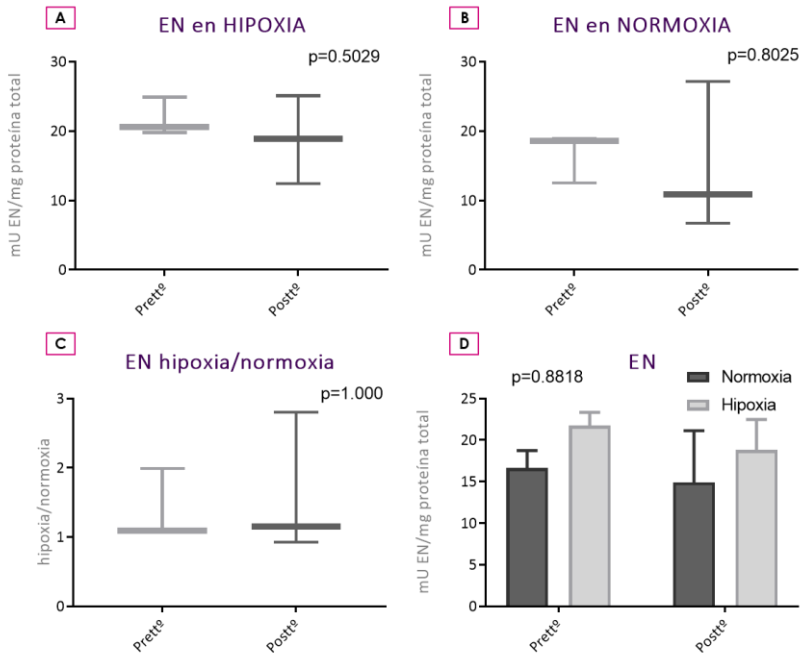 A
EN en HIPOXIA
p=0.5029
mU EN/mg proteína total
30
20
10
0
Prettº
Posttº
B
EN en NORMOXIA
p=0.8025
mU EN/mg proteína total
30
20
10
0
Prettº
Posttº
C
EN hipoxia/normoxia
p=1.000
hipoxia/normoxia
3
2
1
0
Prettº
Posttº
D
EN
p=0.8818
Normoxia
Hipoxia
mU EN/mg proteína total
25
20
15
10
5
0
Prettº
Posttº